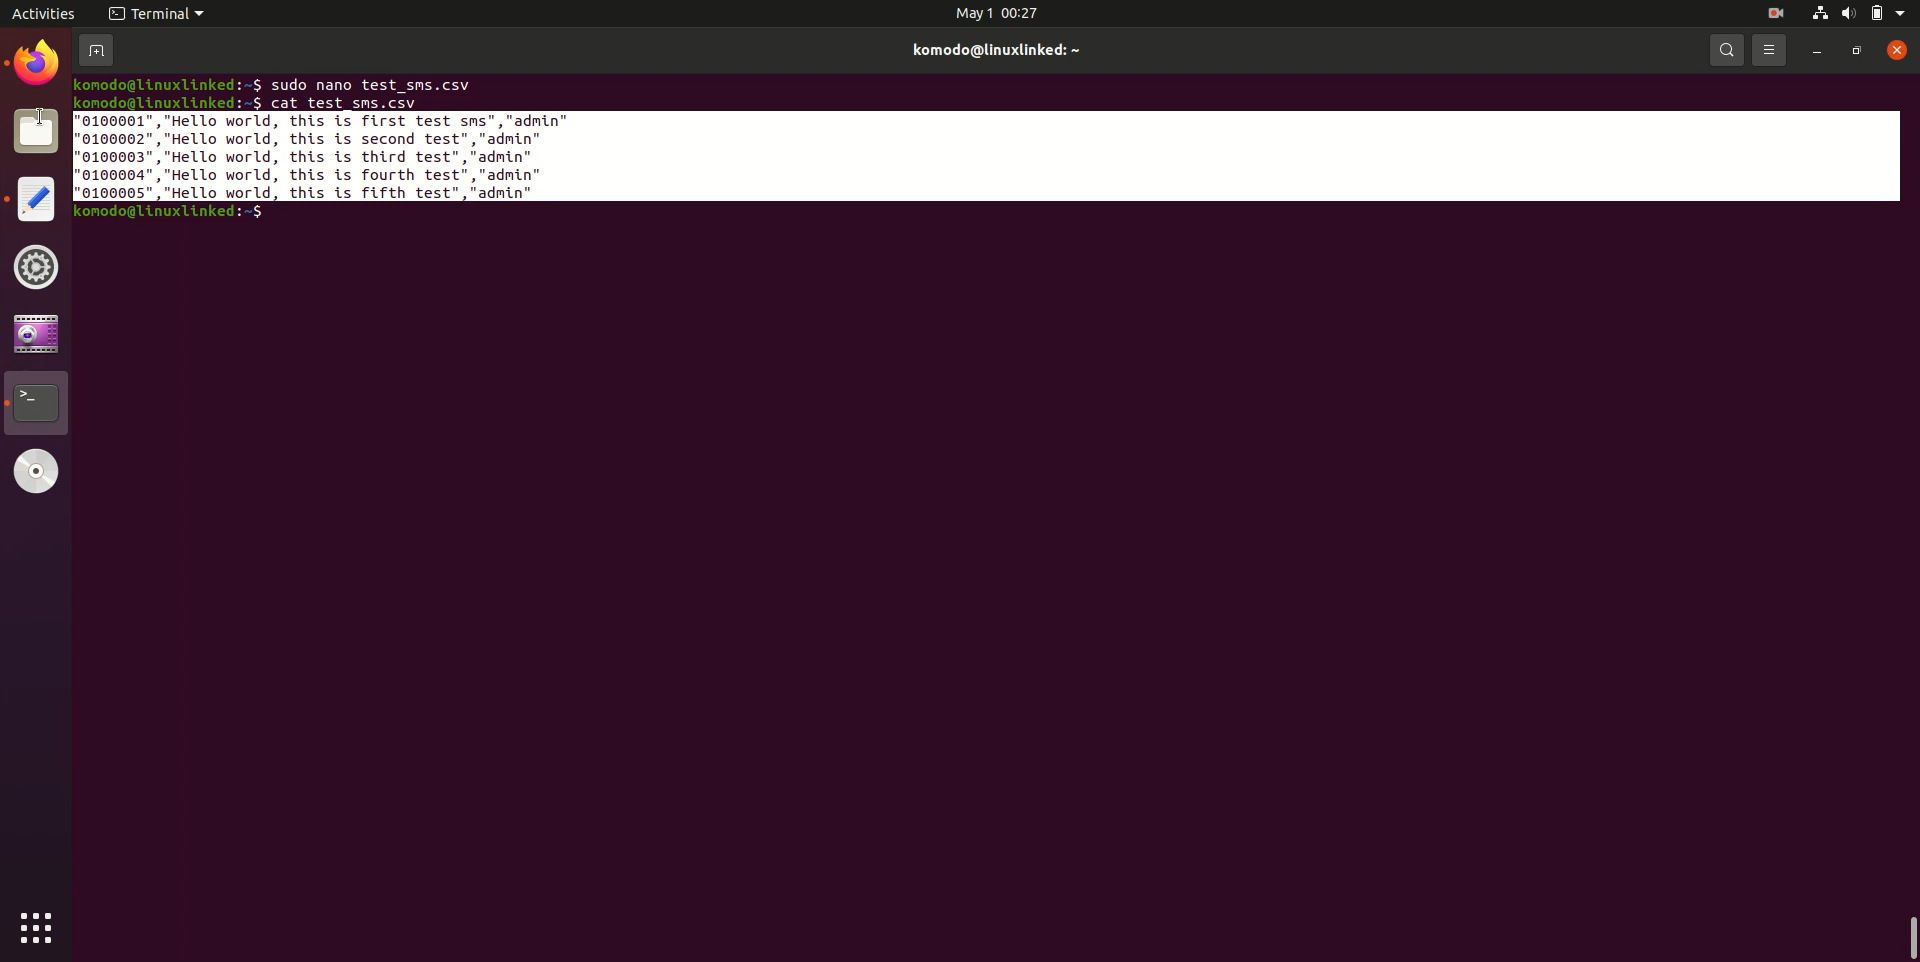 Activities
Terminal
May 1 00:27
komodo@linuxlinked: ~
komodo@linuxlinked:~$ sudo nano test_sms.csv
komodo@linuxlinked:~$ cat test_sms.csv
"0100001","Hello world, this is first test sms","admin"
"0100002","Hello world, this is second test","admin"
"0100003","Hello world, this is third test","admin"
"0100004","Hello world, this is fourth test","admin"
"0100005","Hello world, this is fifth test","admin"
komodo@linuxlinked:~$